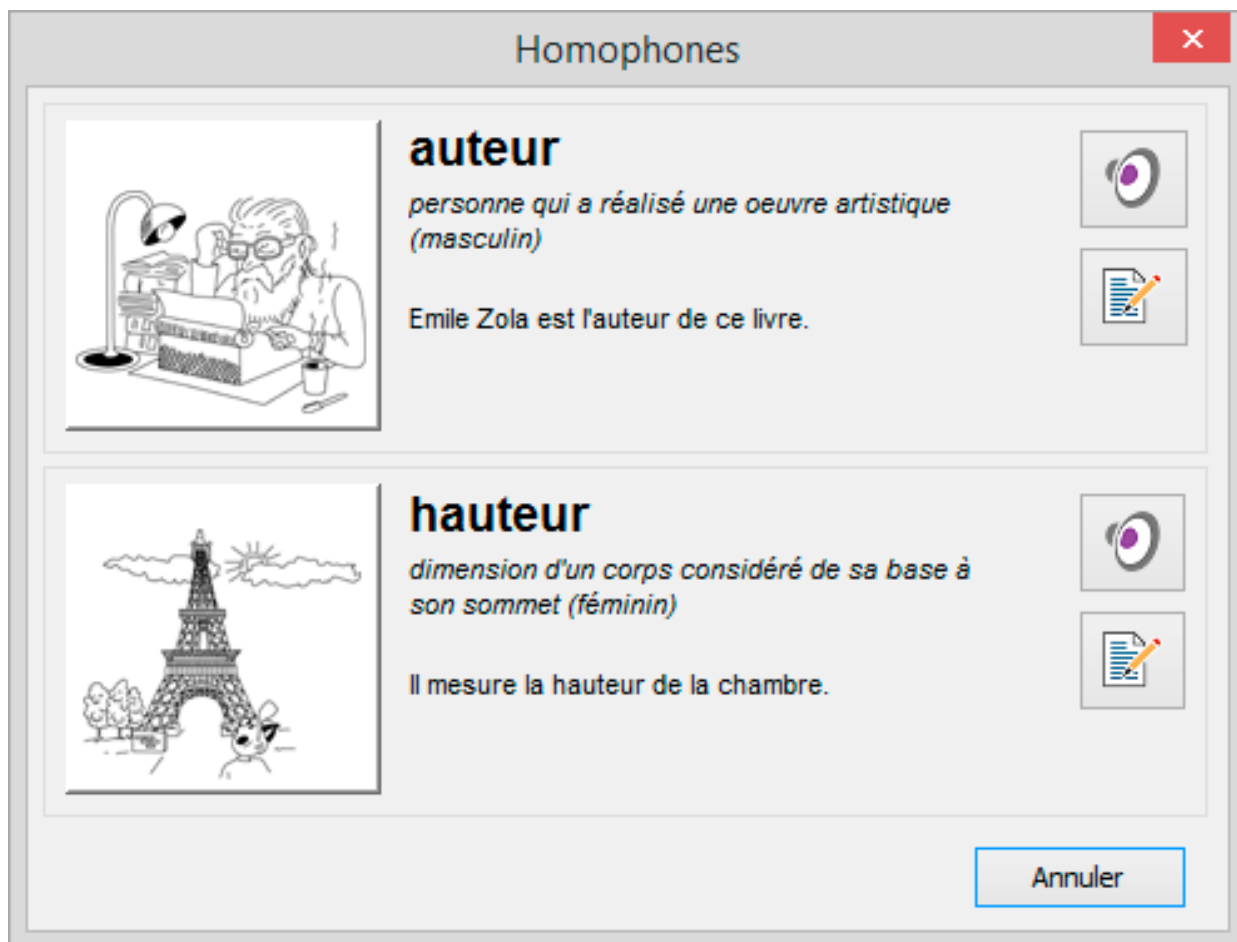 Homophones
auteur
personne qui a réalisé une oeuvre artistique
(masculin)
Emile Zola est l'auteur de ce livre.
hauteur
dimension d'un corps considéré de sa base à
son sommet (féminin)
Il mesure la hauteur de la chambre.
Annuler